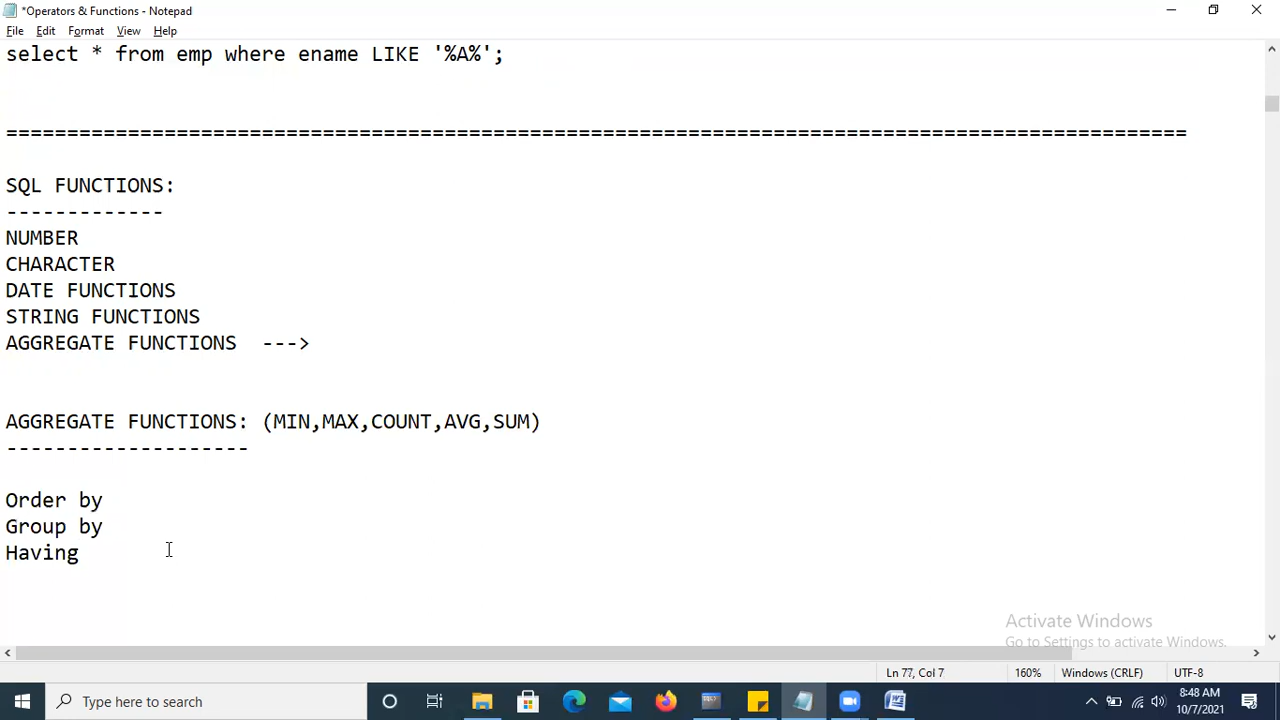 *Operators & Functions - Notepad
File Edit Format View Help
select * from emp where ename LIKE '%A%';
=================================================================================================
SQL FUNCTIONS:
-------------
NUMBER
CHARACTER
DATE FUNCTIONS
STRING FUNCTIONS
AGGREGATE FUNCTIONS  --->
AGGREGATE FUNCTIONS: (MIN,MAX,COUNT,AVG,SUM)
--------------------
Order by
Group by
Having
Activate Windows
Go to Settings to activate Windows.
Ln 77, Col 7 160% Windows (CRLF) UTF-8
Type here to search
8:48 AM
10/7/2021